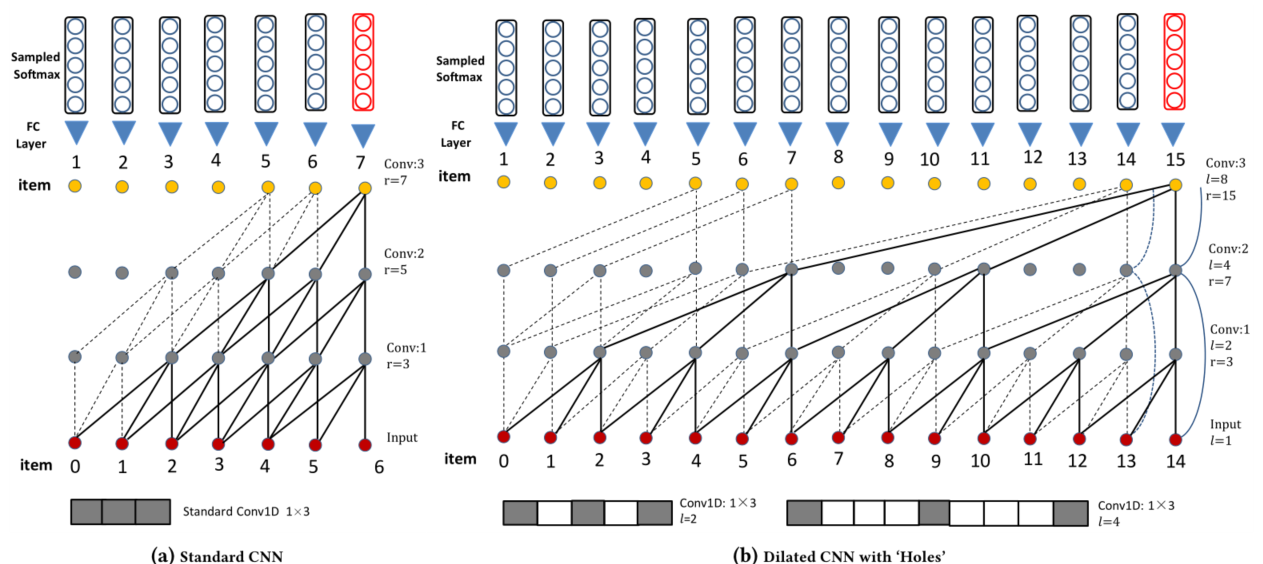 Sampled
Softmax
FC
Layer
1 2 3 4 5 6 7
item
Conv:3
r=7
Conv:2
r=5
Conv:1
r=3
Input
item 0 1 2 3 4 5 6
Standard Conv1D 1×3
(a) Standard CNN
Sampled
Softmax
FC
Layer
1 2 3 4 5 6 7 8 9 10 11 12 13 14 15
item
Conv:3
l=8
r=15
Conv:2
l=4
r=7
Conv:1
l=2
r=3
Input
l=1
item 0 1 2 3 4 5 6 7 8 9 10 11 12 13 14
Conv1D: 1×3
l=2
Conv1D: 1×3
l=4
(b) Dilated CNN with ‘Holes’